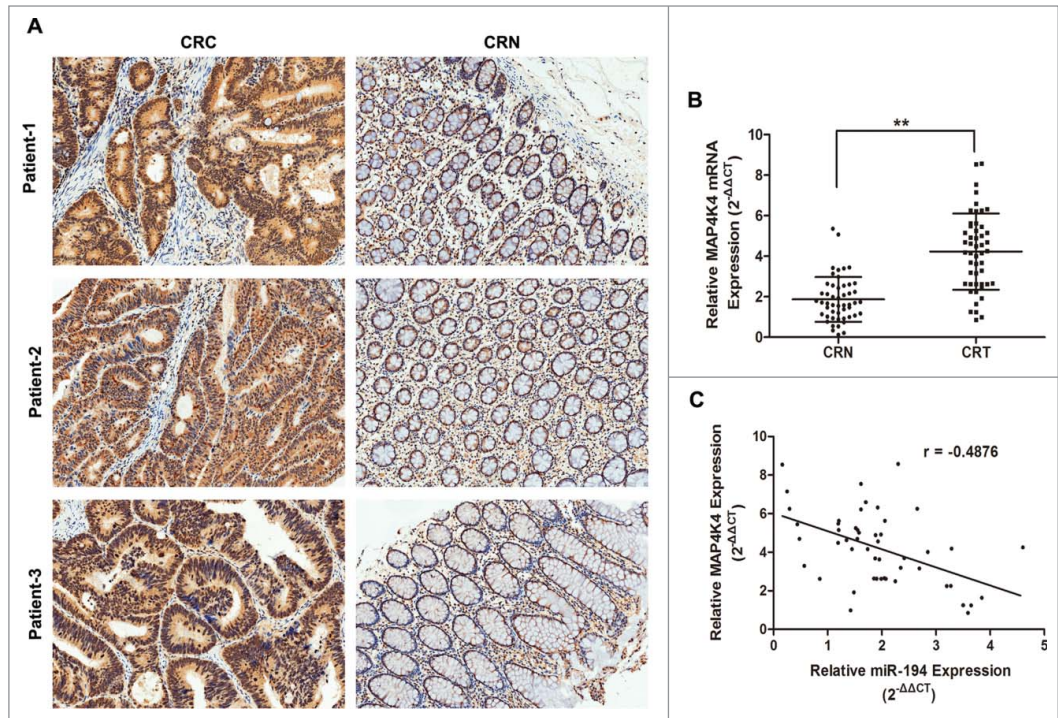 A
CRC
CRN
Patient-1
Patient-2
Patient-3
B
Relative MAP4K4 mRNA
Expression (2-ΔΔCT)
**
10
8
6
4
2
0
CRN
CRT
C
r = -0.4876
Relative MAP4K4 Expression
(2-ΔΔCT)
10
8
6
4
2
0
0 1 2 3 4 5
Relative miR-194 Expression
(2-ΔΔCT)